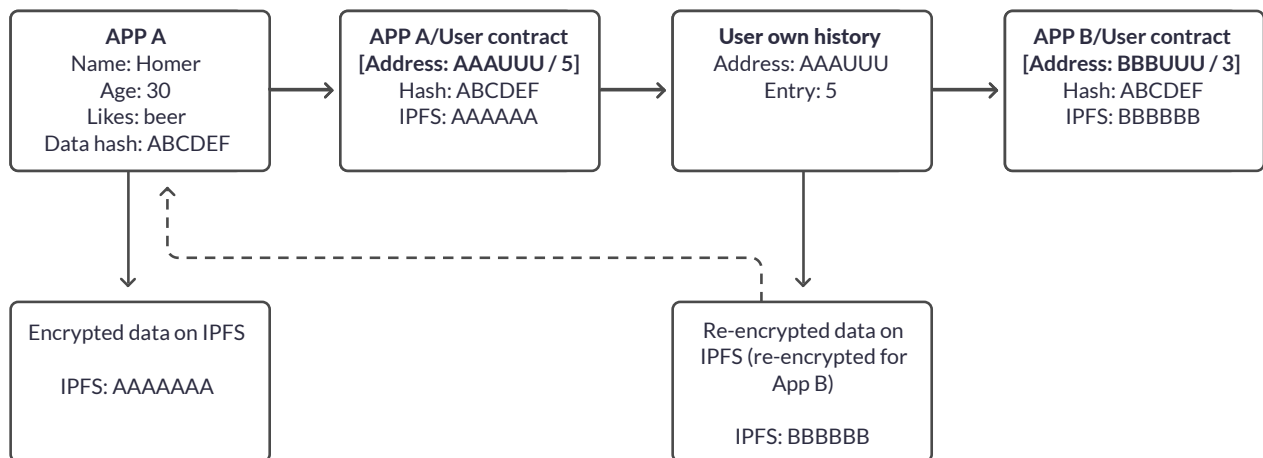 APP A
Name: Homer
Age: 30
Likes: beer
Data hash: ABCDEF
APP A/User contract
[Address: AAAUUU / 5]
Hash: ABCDEF
IPFS: AAAAAA
User own history
Address: AAAUUU
Entry: 5
APP B/User contract
[Address: BBBUUU / 3]
Hash: ABCDEF
IPFS: BBBBBB
Encrypted data on IPFS
IPFS: AAAAAAA
Re-encrypted data on
IPFS (re-encrypted for
App B)
IPFS: BBBBBB